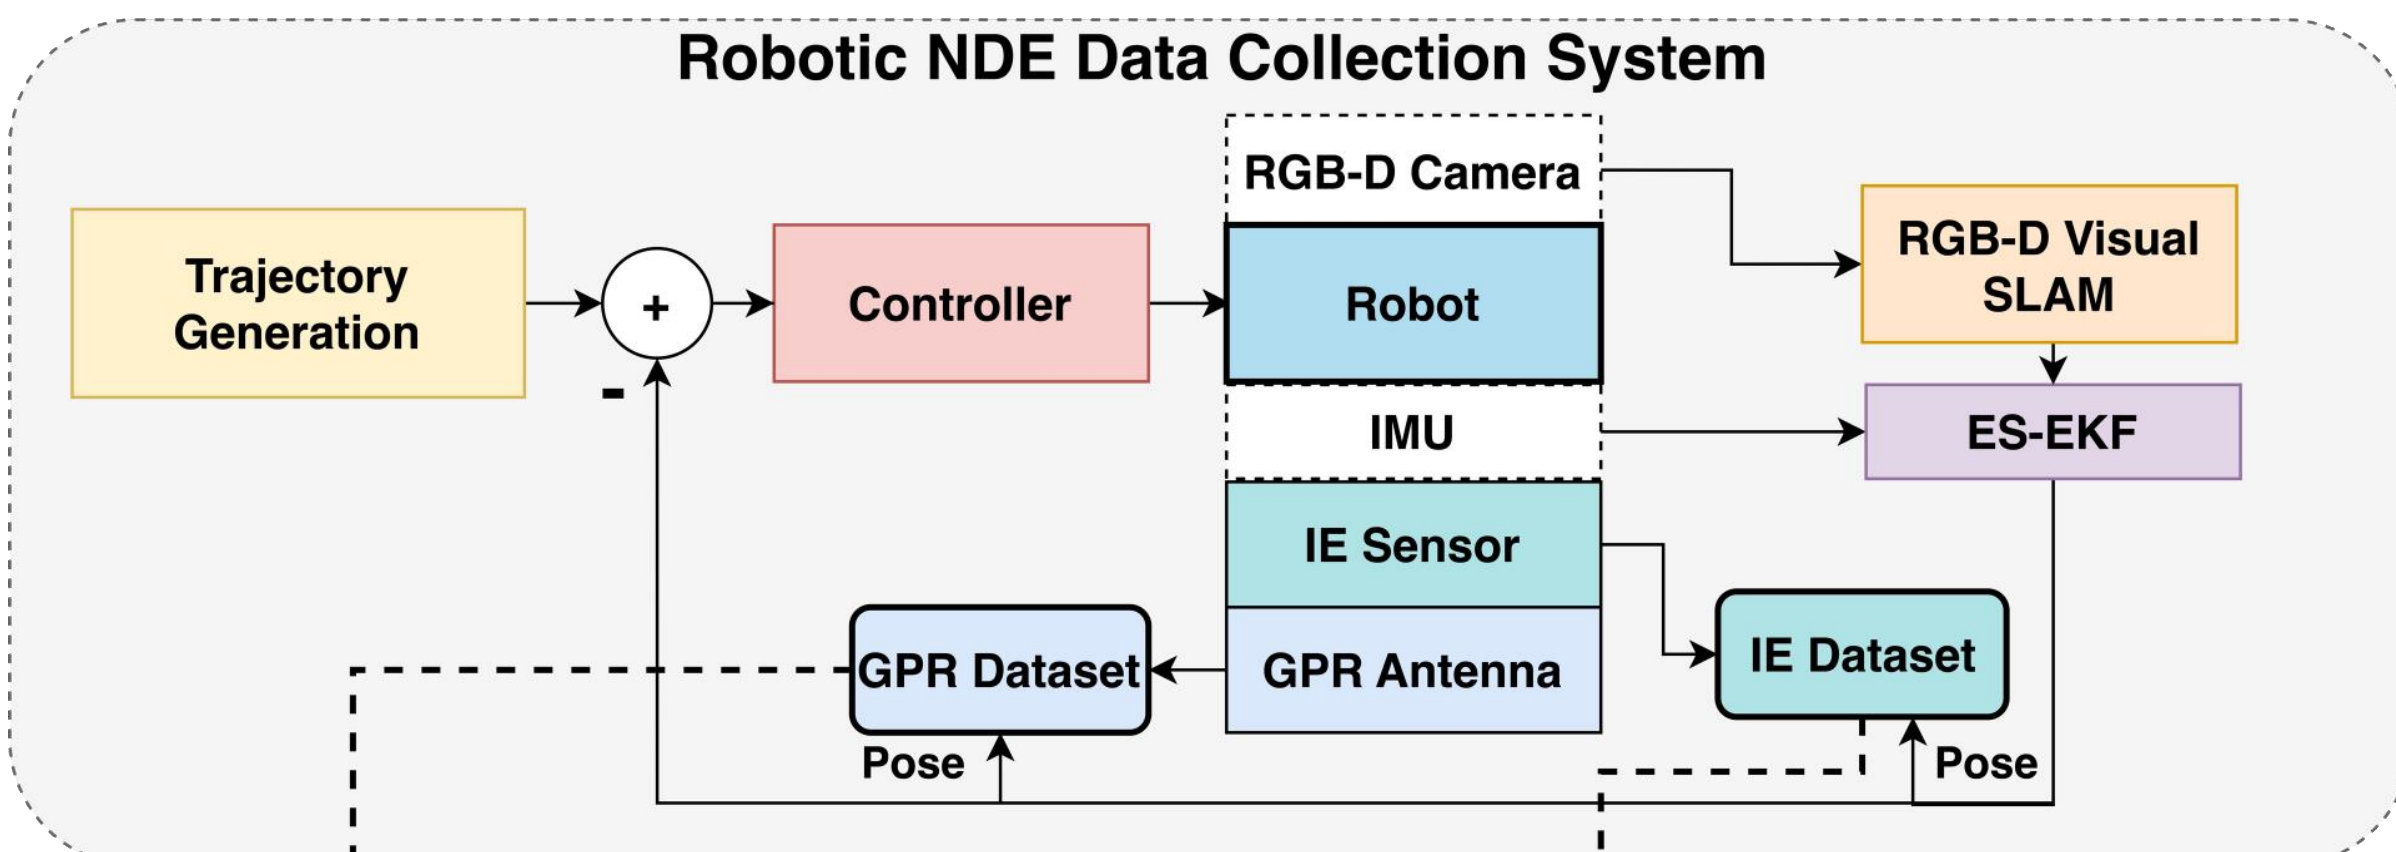 Robotic NDE Data Collection System
RGB-D Camera
Trajectory
Generation
+
-
Controller
Robot
RGB-D Visual
SLAM
IMU
ES-EKF
IE Sensor
GPR Dataset
GPR Antenna
IE Dataset
Pose
Pose